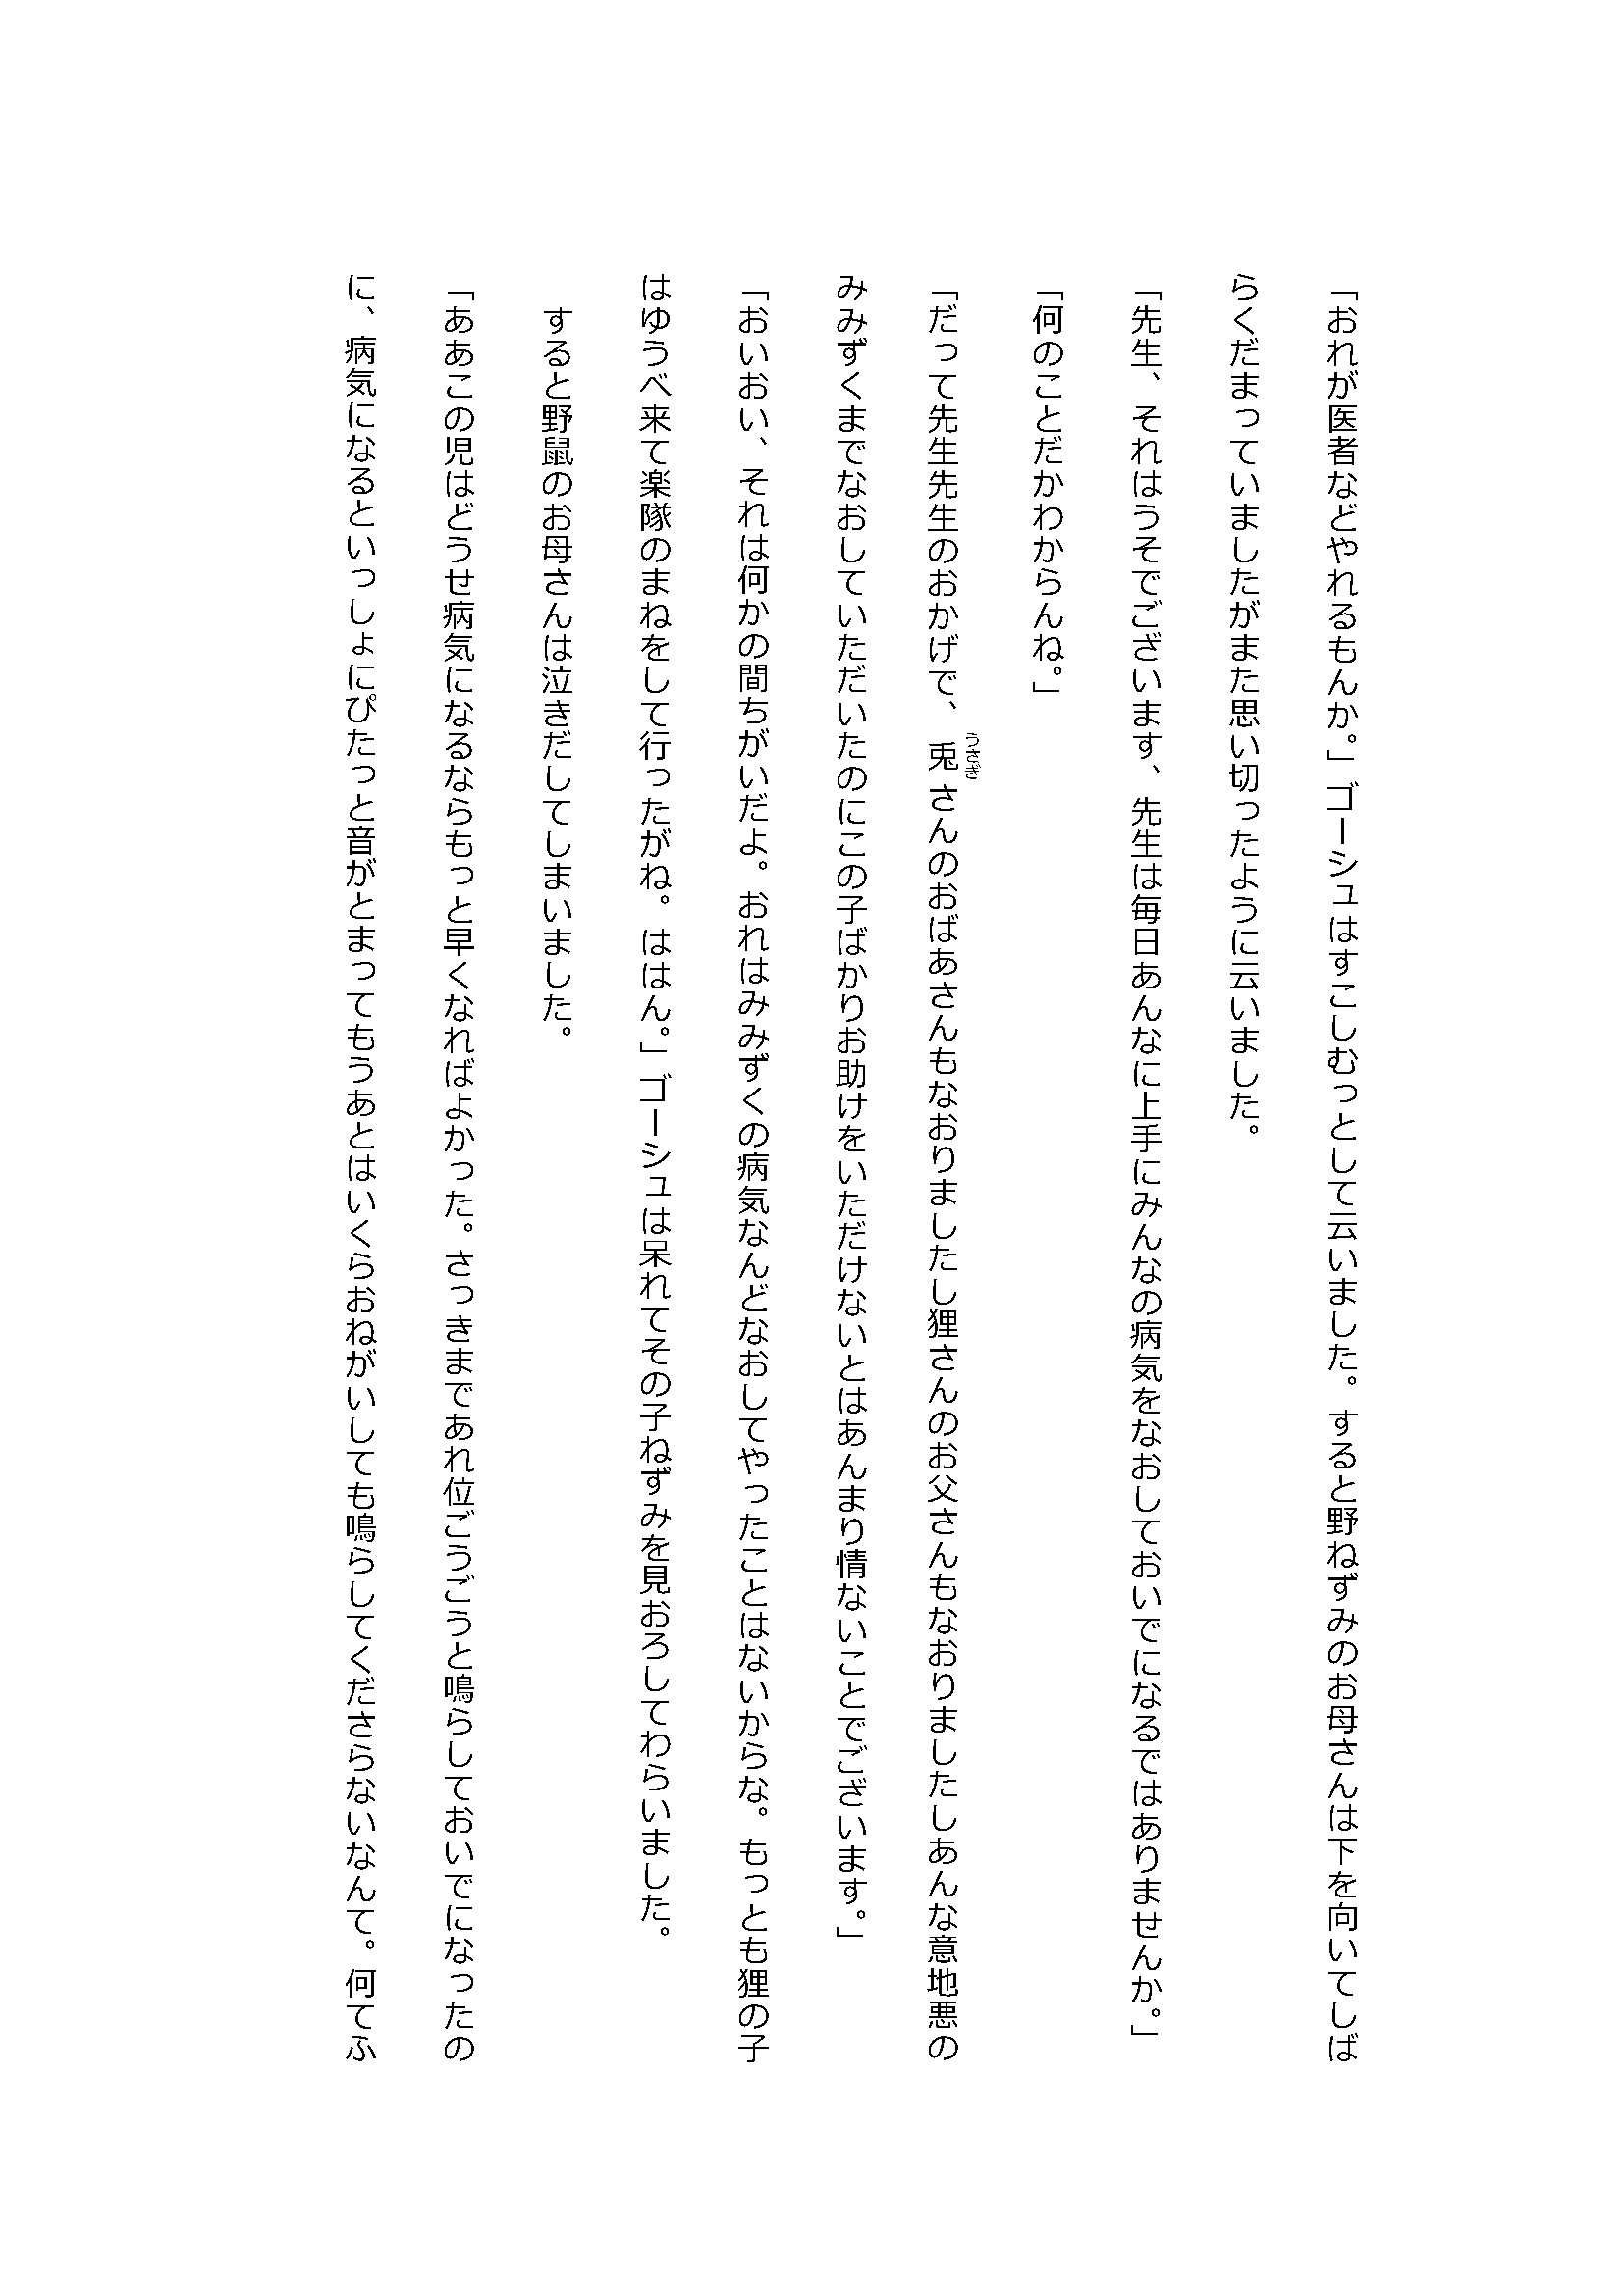 「おれが医者などやれるもんか。」ゴーシュはすこしむっとして云いました。すると野ねずみのお母さんは下を向いてしば
らくだまっていましたがまた思い切ったように云いました。
「先生、それはうそでございます、先生は毎日あんなに上手にみんなの病気をなおしておいでになるではありませんか。」
「何のことだかわからんね。」
「だって先生先生のおかげで、兎うさぎさんのおばあさんもなおりましたし狸さんのお父さんもなおりましたしあんな意地悪の
みみずくまでなおしていただいたのにこの子ばかりお助けをいただけないとはあんまり情ないことでございます。」
「おいおい、それは何かの間ちがいだよ。おれはみみずくの病気なんどなおしてやったことはないからな。もっとも狸の子
はゆうべ来て楽隊のまねをして行ったがね。ははん。」ゴーシュは呆れてその子ねずみを見おろしてわらいました。
　すると野鼠のお母さんは泣きだしてしまいました。
「ああこの児はどうせ病気になるならもっと早くなればよかった。さっきまであれ位ごうごうと鳴らしておいでになったの
に、病気になるといっしょにぴたっと音がとまってもうあとはいくらおねがいしても鳴らしてくださらないなんて。何てふ